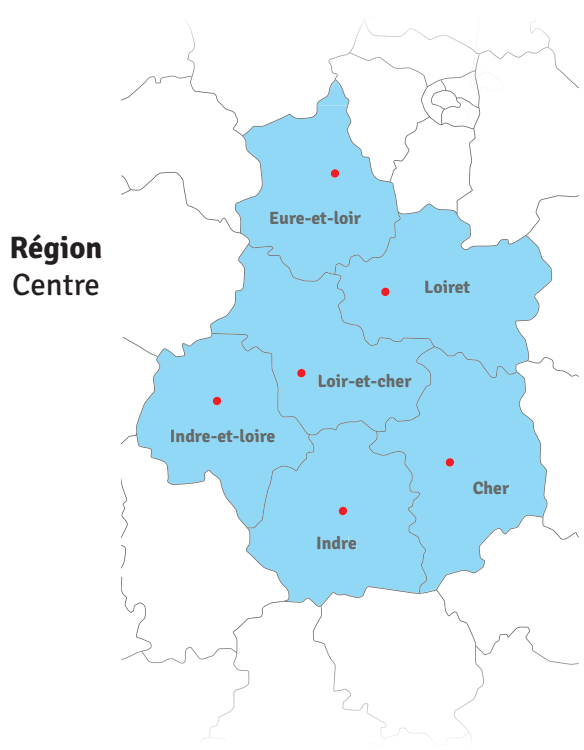 Eure-et-loir
Région
Centre
Loiret
Loir-et-cher
Indre-et-loire
Cher
Indre